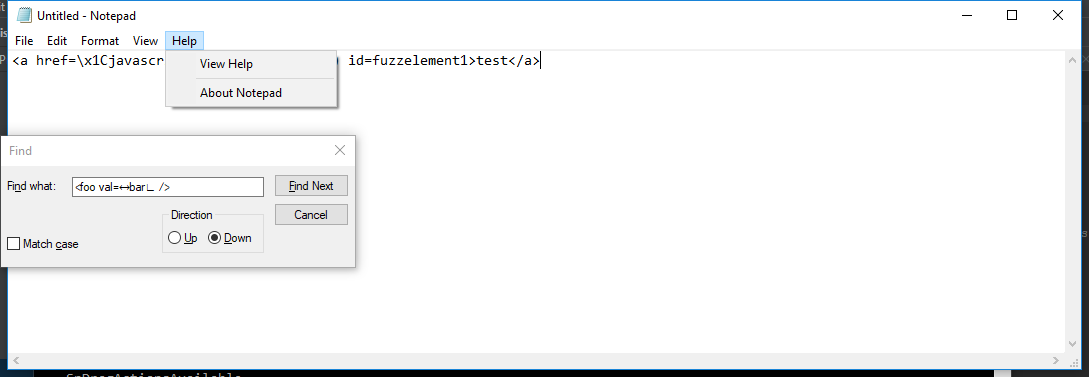 Untitled - Notepad
File Edit Format View Help
<a href=\x1Cjavascr id=fuzzelement1>test</a>
View Help
About Notepad
Find
Find what: <foo val=↔bar∟ /> Find Next
Direction Cancel
Up Down
Match case